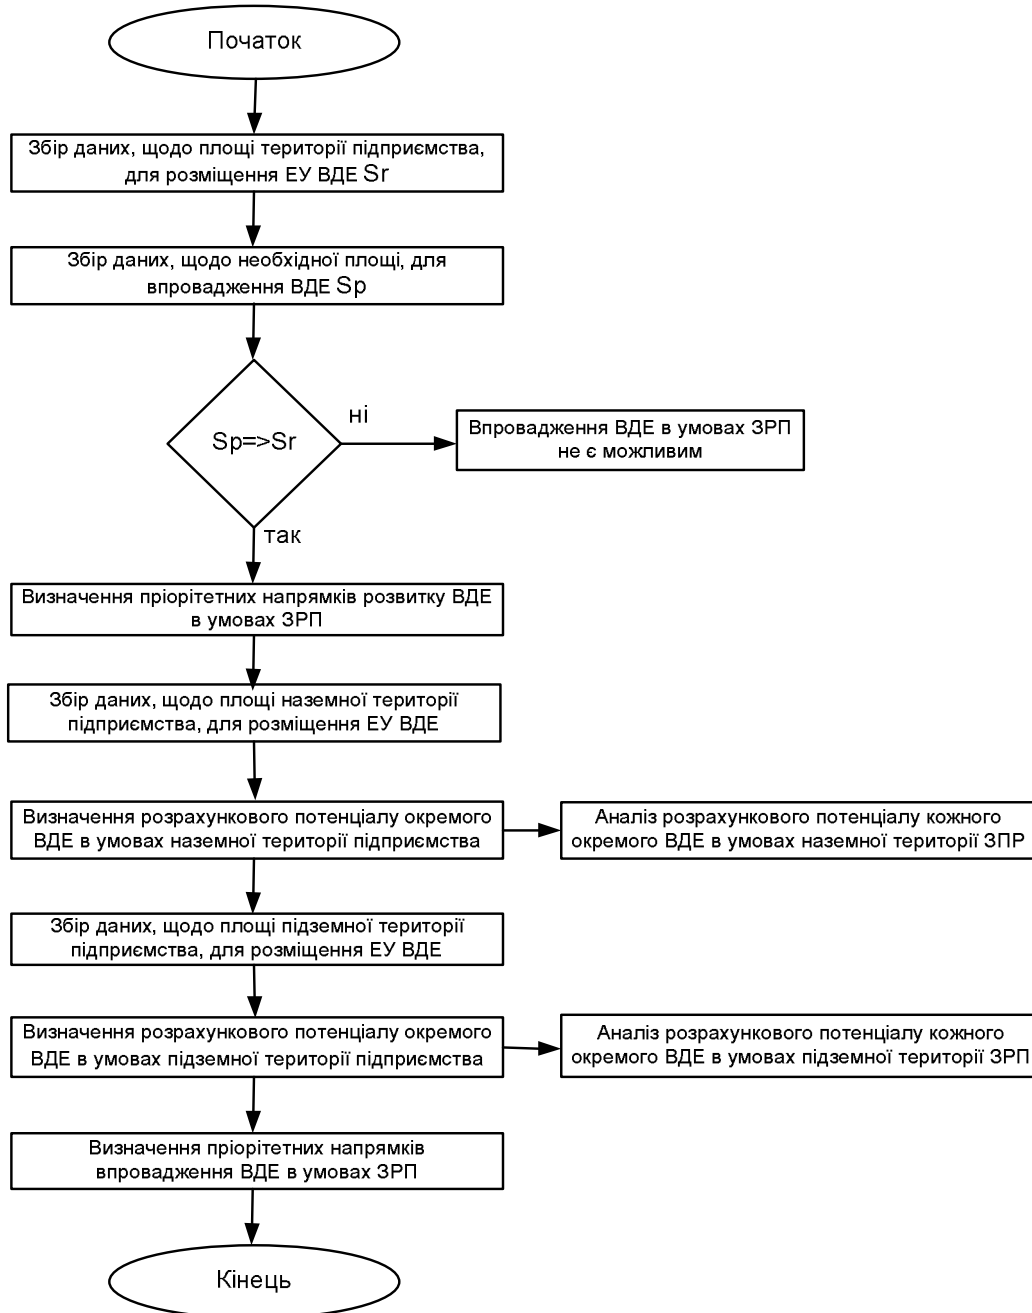 Початок
Збір даних, щодо площі території підприємства,
для розміщення ЕУ ВДЕ Sr
Збір даних, щодо необхідної площі, для
впровадження ВДЕ Sp
Sp=>Sr
ні
Впровадження ВДЕ в умовах ЗРП
не є можливим
так
Визначення пріорітетних напрямків розвитку ВДЕ
в умовах ЗРП
Збір даних, щодо площі наземної території
підприємства, для розміщення ЕУ ВДЕ
Визначення розрахункового потенціалу окремого
ВДЕ в умовах наземної території підприємства
Аналіз розрахункового потенціалу кожного
окремого ВДЕ в умовах наземної території ЗПР
Збір даних, щодо площі підземної території
підприємства, для розміщення ЕУ ВДЕ
Визначення розрахункового потенціалу окремого
ВДЕ в умовах підземної території підприємства
Аналіз розрахункового потенціалу кожного
окремого ВДЕ в умовах підземної території ЗРП
Визначення пріорітетних напрямків
впровадження ВДЕ в умовах ЗРП
Кінець